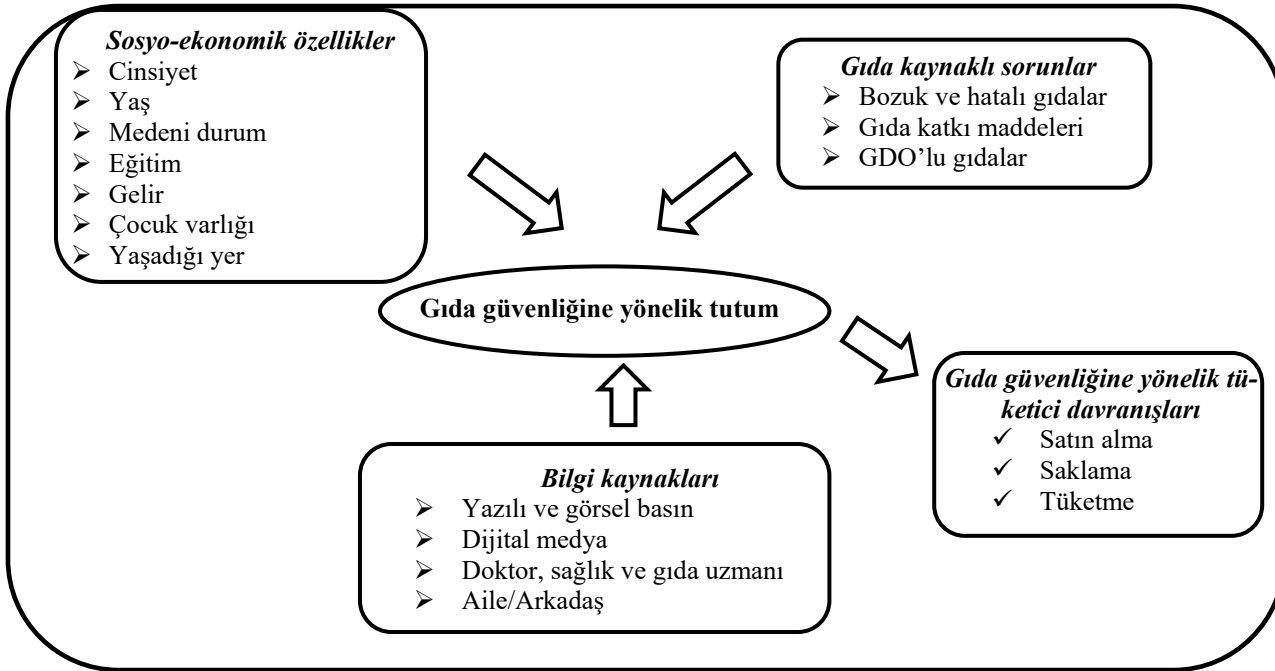 Sosyo-ekonomik özellikler
➢ Cinsiyet
➢ Yaş
➢ Medeni durum
➢ Eğitim
➢ Gelir
➢ Çocuk varlığı
➢ Yaşadığı yer
Gıda kaynaklı sorunlar
➢ Bozuk ve hatalı gıdalar
➢ Gıda katkı maddeleri
➢ GDO’lu gıdalar
Gıda güvenliğine yönelik tutum
Gıda güvenliğine yönelik tü-
ketici davranışları
✓ Satın alma
✓ Saklama
✓ Tüketme
Bilgi kaynakları
➢ Yazılı ve görsel basın
➢ Dijital medya
➢ Doktor, sağlık ve gıda uzmanı
➢ Aile/Arkadaş